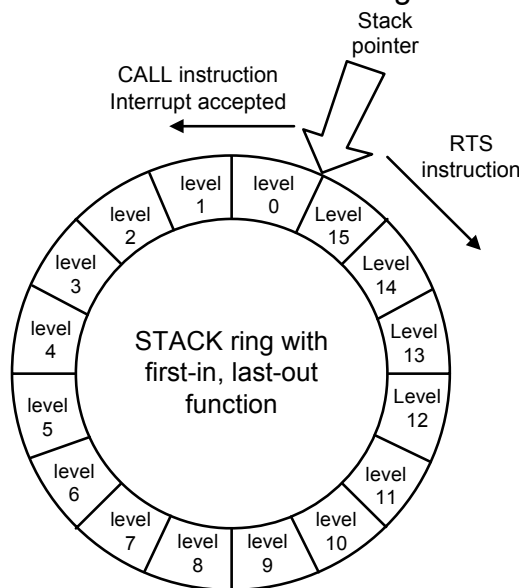 Stack
pointer
CALL instruction
Interrupt accepted
RTS
instruction
level
0
level
1
level
2
level
3
level
4
level
5
level
6
level
7
level
8
level
9
level
10
level
11
Level
12
Level
13
Level
14
Level
15
STACK ring with
first-in, last-out
function